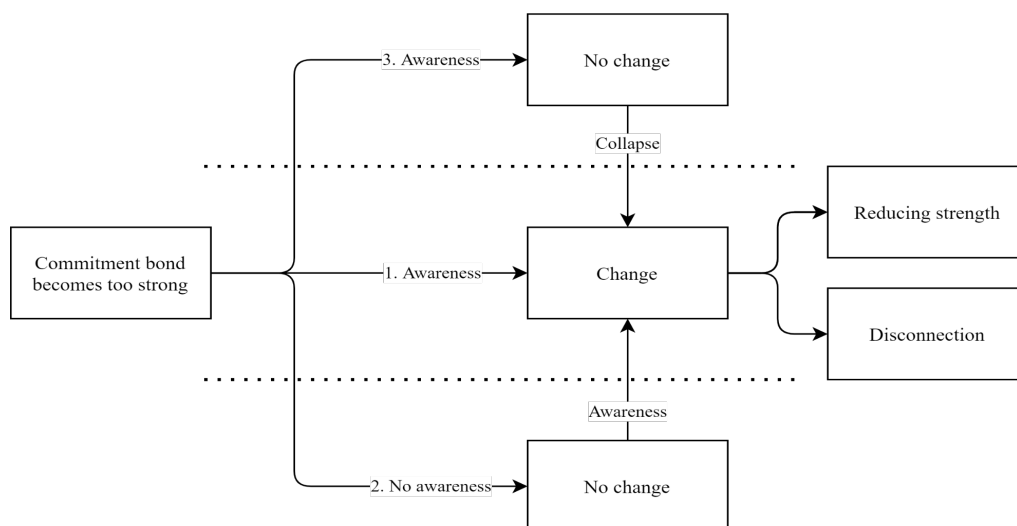 3. Awareness
No change
Collapse
Reducing strength
Commitment bond
becomes too strong
1. Awareness
Change
Disconnection
Awareness
2. No awareness
No change